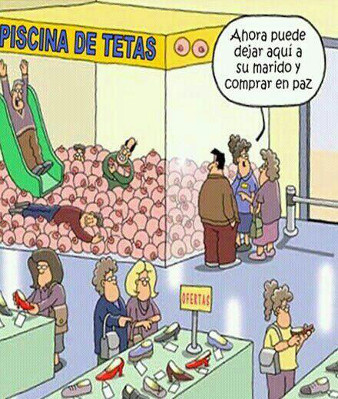 PISCINA DE TETAS
Ahora puede
dejar aquí a
su marido y
comprar en paz
OFERTAS